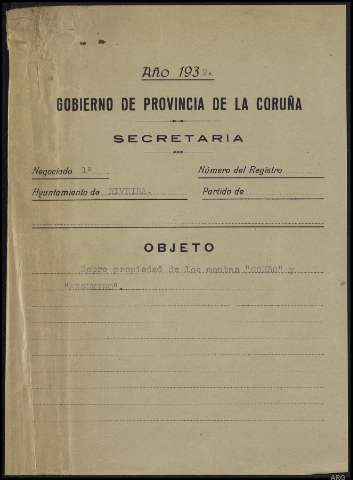 Año 193
GOBIERNO DE PROVINCIA DE LA CORUÑA
SECRETARIA
Negociado 1º Número del Registro
Ayuntamiento de RIVEIRA. Partido de
OBJETO
Sobre propiedad de los montes y
ARG